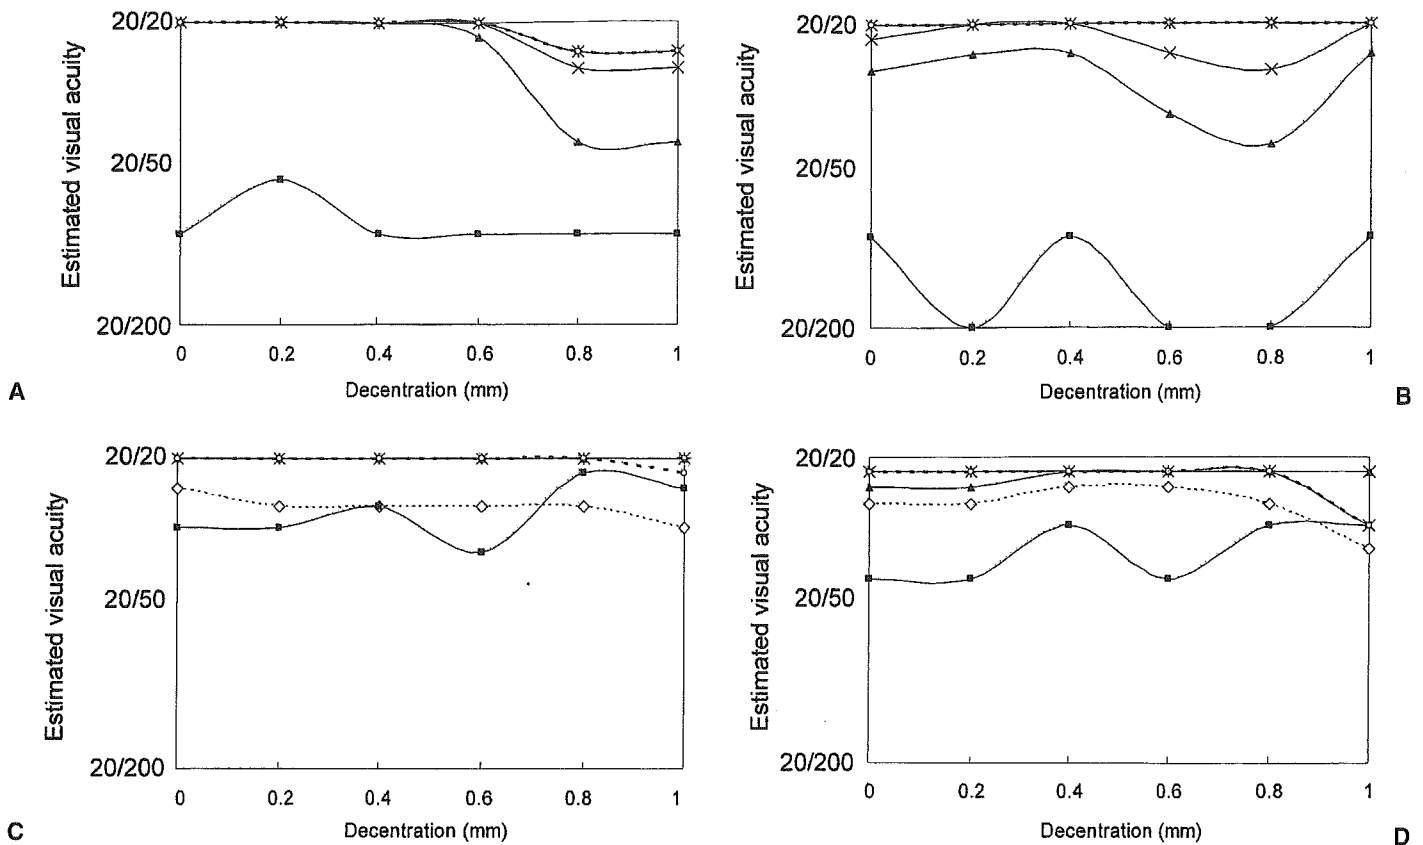 20/20
20/50
20/200
Estimated visual acuity
0 0.2 0.4 0.6 0.8 1
Decentration (mm)
A
20/20
20/50
20/200
Estimated visual acuity
0 0.2 0.4 0.6 0.8 1
Decentration (mm)
B
20/20
20/50
20/200
Estimated visual acuity
0 0.2 0.4 0.6 0.8 1
Decentration (mm)
C
20/20
20/50
20/200
Estimated visual acuity
0 0.2 0.4 0.6 0.8 1
Decentration (mm)
D